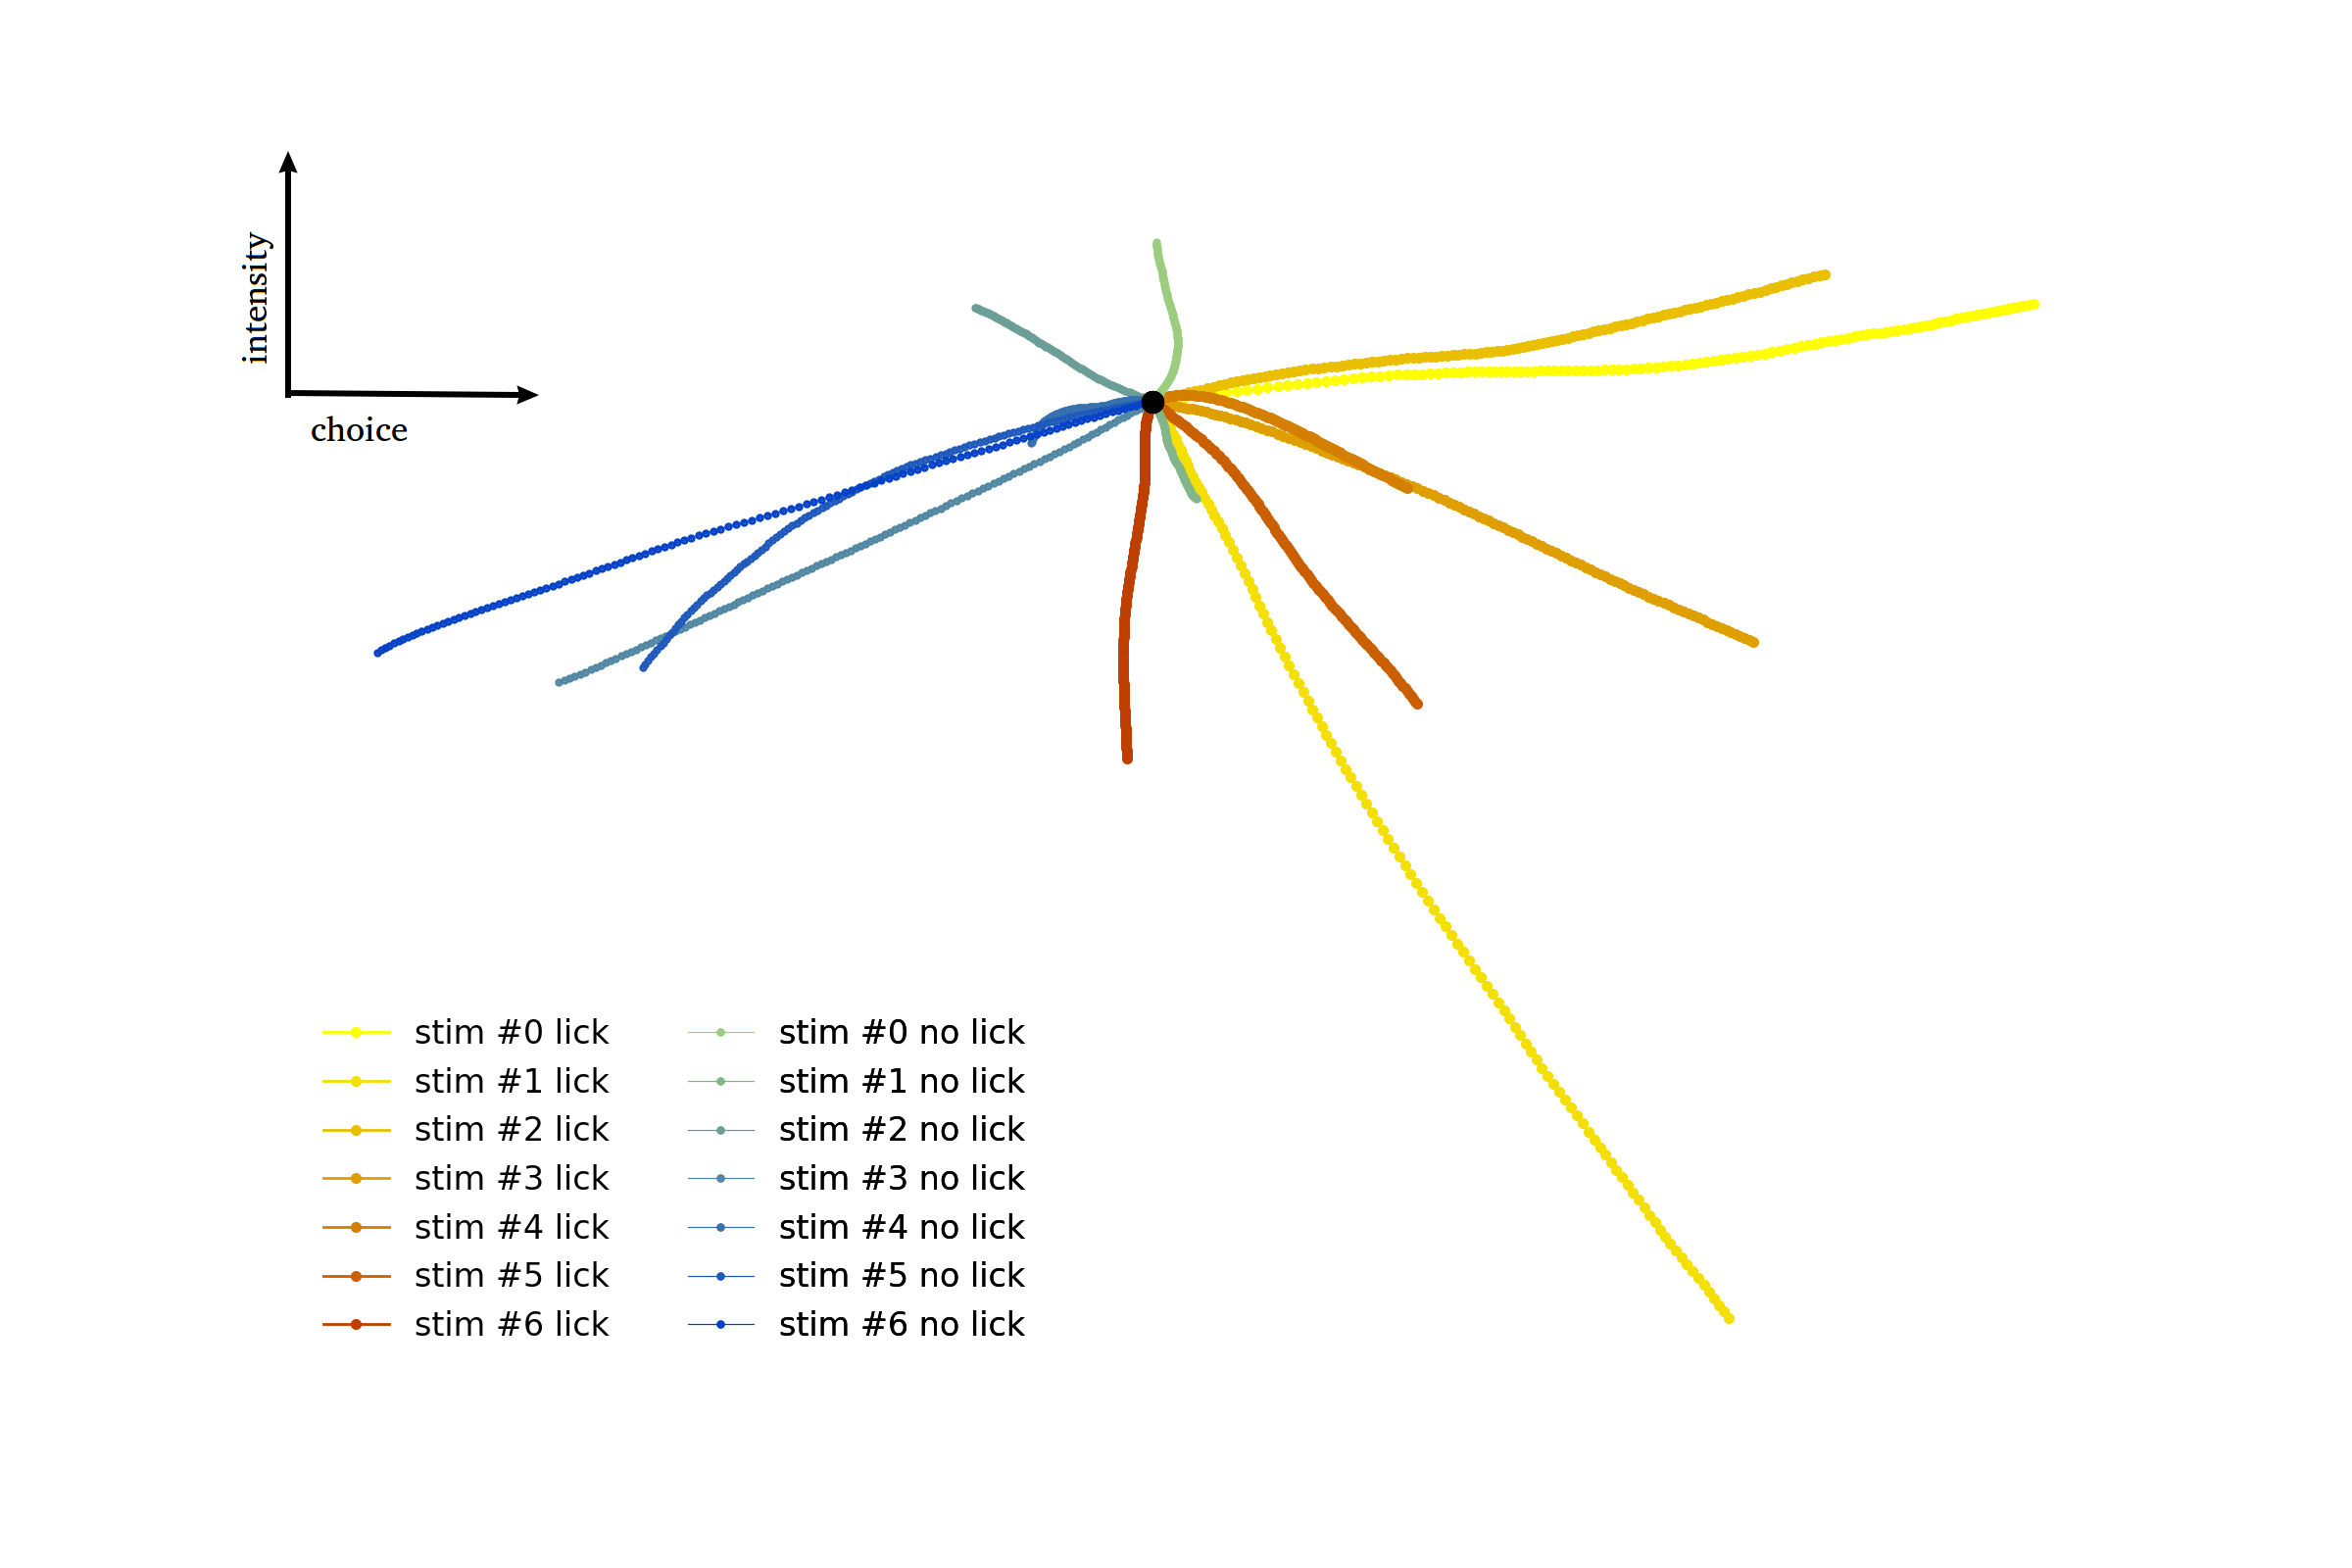 intensity
choice
stim #0 lick
stim #1 lick
stim #2 lick
stim #3 lick
stim #4 lick
stim #5 lick
stim #6 lick
stim #0 no lick
stim #1 no lick
stim #2 no lick
stim #3 no lick
stim #4 no lick
stim #5 no lick
stim #6 no lick